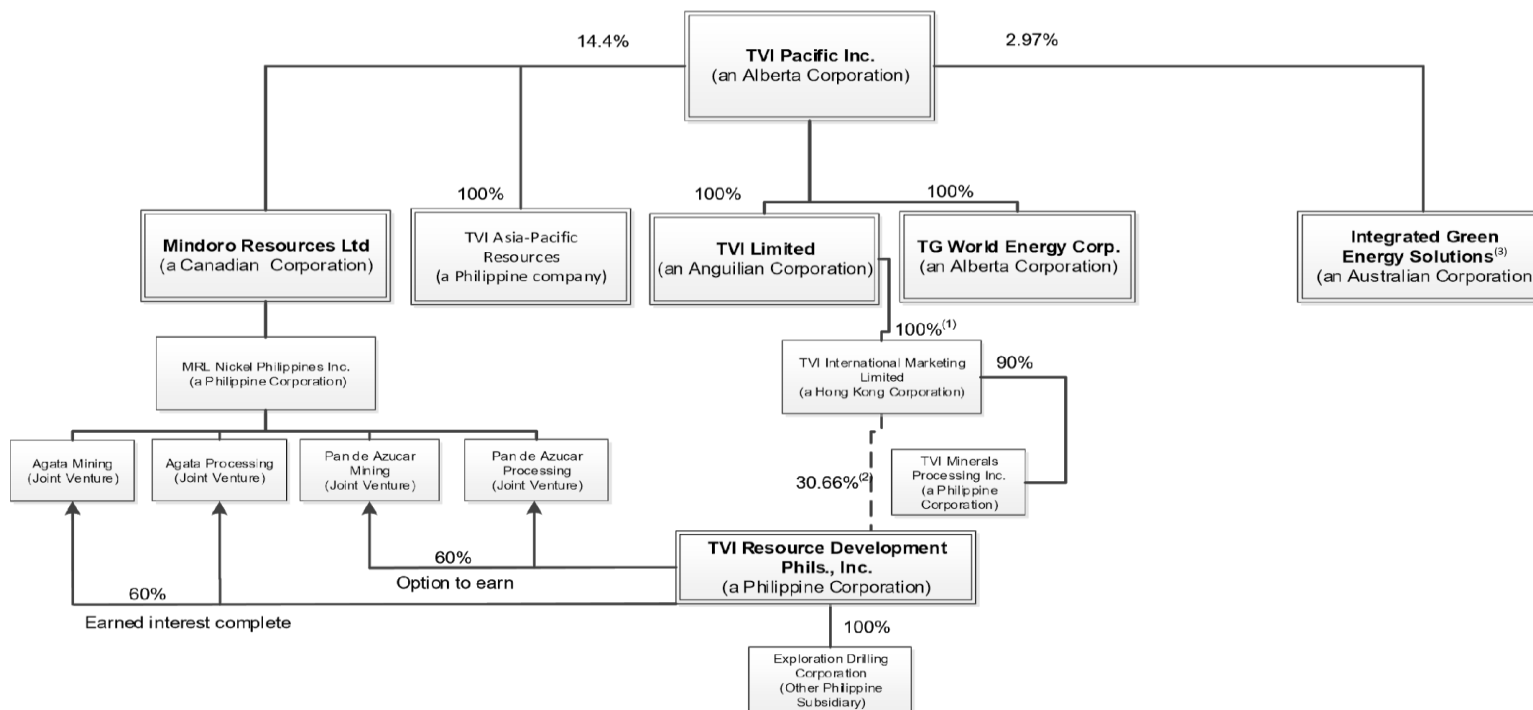 TVI Pacific Inc.
(an Alberta Corporation)
14.4%
2.97%
100%
100%
100%
Mindoro Resources Ltd
(a Canadian Corporation)
TVI Asia-Pacific
Resources
(a Philippine company)
TVI Limited
(an Anguilian Corporation)
TG World Energy Corp.
(an Alberta Corporation)
Integrated Green
Energy Solutions(3)
(an Australian Corporation
100%(1)
MRL Nickel Philippines Inc.
(a Philippine Corporation)
TVI International Marketing
Limited
(a Hong Kong Corporation)
90%
Agata Mining
(Joint Venture)
Agata Processing
(Joint Venture)
Pan de Azucar
Mining
(Joint Venture)
Pan de Azucar
Processing
(Joint Venture)
30.66%(2)
TVI Minerals
Processing Inc.
(a Philippine
Corporation)
TVI Resource Development
Phils., Inc.
(a Philippine Corporation)
60%
Option to earn
60%
Earned interest complete
100%
Exploration Drilling
Corporation
(Other Philippine
Subsidiary)